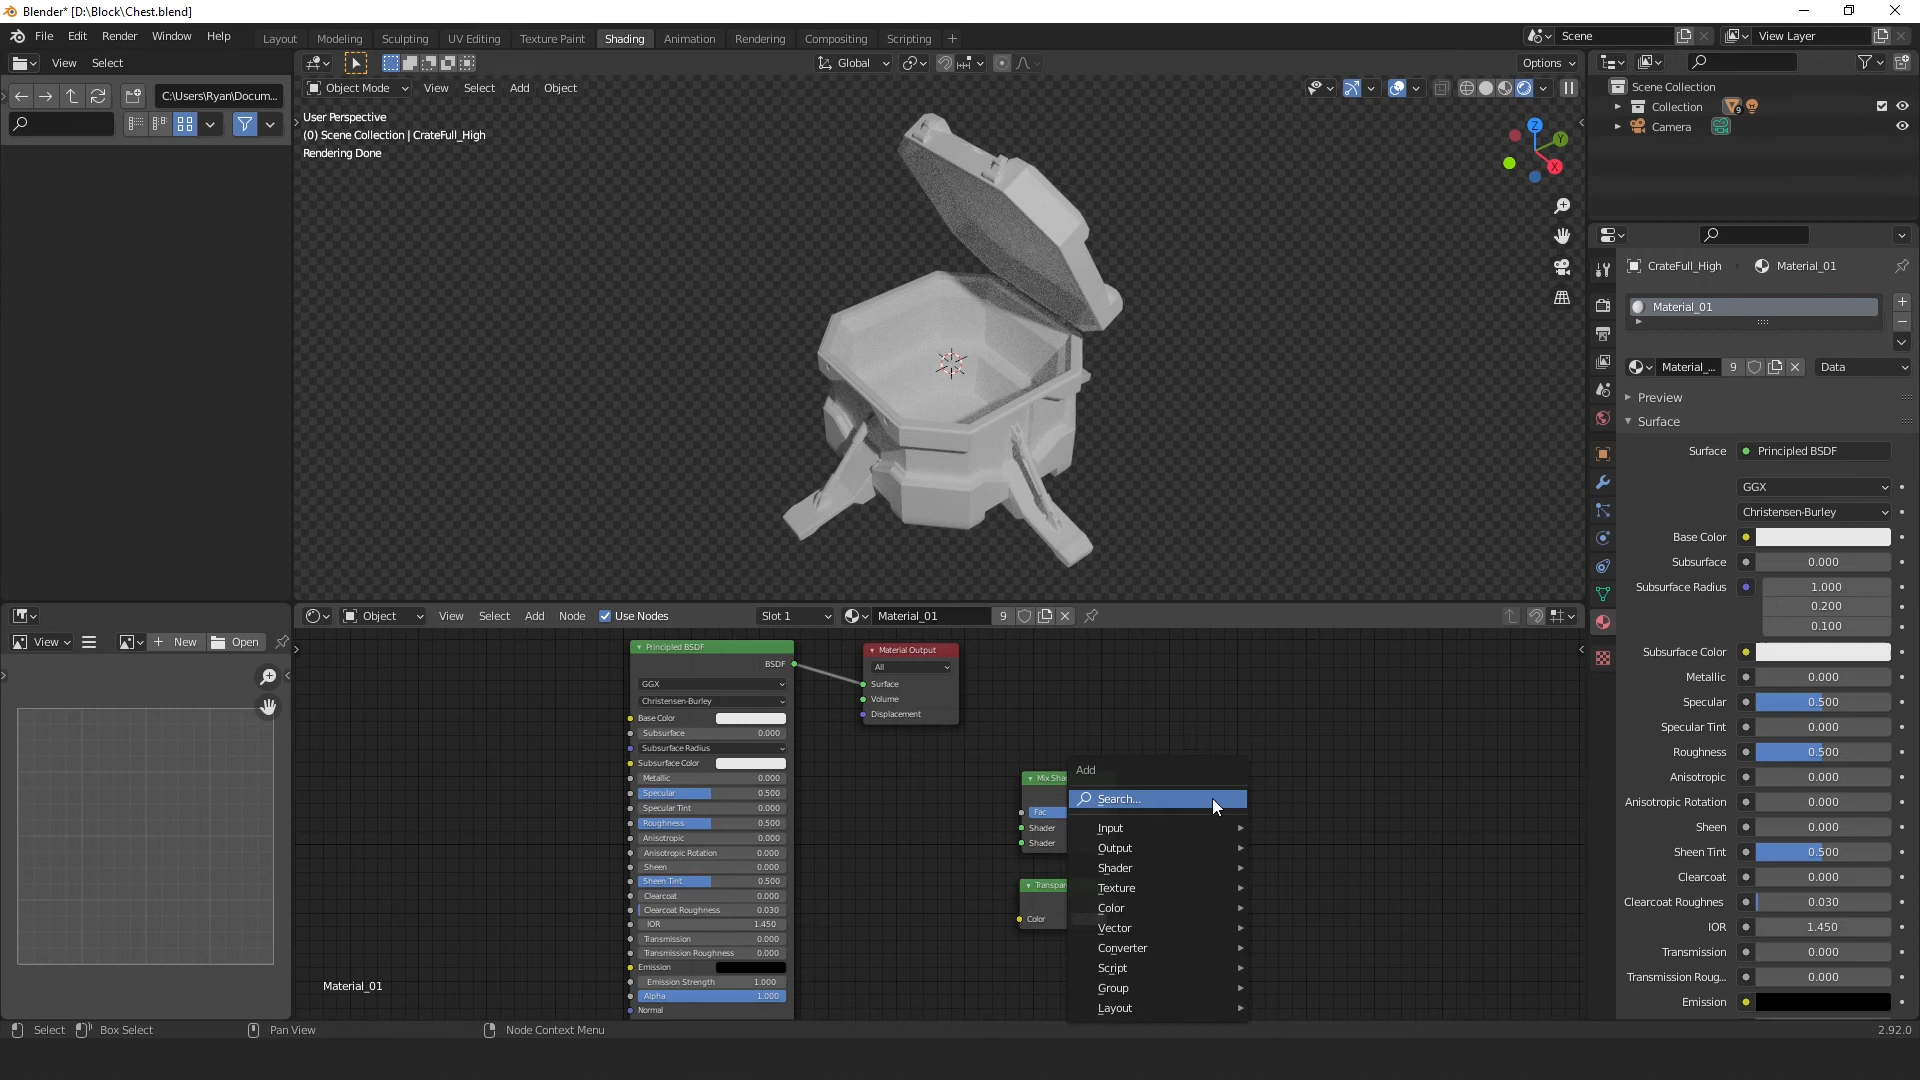 Blender* [D:\Block\Chest.blend]
File Edit Render Window Help
Layout Modeling Sculpting UV Editing Texture Paint Shading Animation Rendering Compositing Scripting
Scene
View Layer
View Select
Global
Options
C:\Users\Ryan\Docum...
Object Mode View Select Add Object
User Perspective
(0) Scene Collection | CrateFull_High
Rendering Done
Z
Y
X
Scene Collection
Collection 9
Camera
CrateFull_High Material_01
Material_01
Material_... 9 Data
Preview
Surface
Surface Principled BSDF
GGX
Christensen-Burley
Base Color
Subsurface 0.000
Subsurface Radius 1.000
0.200
0.100
Subsurface Color
Metallic 0.000
Specular 0.500
Specular Tint 0.000
Roughness 0.500
Anisotropic 0.000
Anisotropic Rotation 0.000
Sheen 0.000
Sheen Tint 0.500
Clearcoat 0.000
Clearcoat Roughnes 0.030
IOR 1.450
Transmission 0.000
Transmission Roug... 0.000
Emission
View New Open
Object View Select Add Node Use Nodes Slot 1 Material_01 9
Principled BSDF
BSDF
GGX
Christensen-Burley
Base Color
Subsurface 0.000
Subsurface Radius
Subsurface Color
Metallic 0.000
Specular 0.500
Specular Tint 0.000
Roughness 0.500
Anisotropic 0.000
Anisotropic Rotation 0.000
Sheen 0.000
Sheen Tint 0.500
Clearcoat 0.000
Clearcoat Roughness 0.030
IOR 1.450
Transmission 0.000
Transmission Roughness 0.000
Emission
Emission Strength 1.000
Alpha 1.000
Normal
Material Output
All
Surface
Volume
Displacement
Mix Shad
Fac
Shader
Shader
Transpar
Color
Add
Search...
Input
Output
Shader
Texture
Color
Vector
Converter
Script
Group
Layout
Material_01
Select Box Select Pan View Node Context Menu 2.92.0